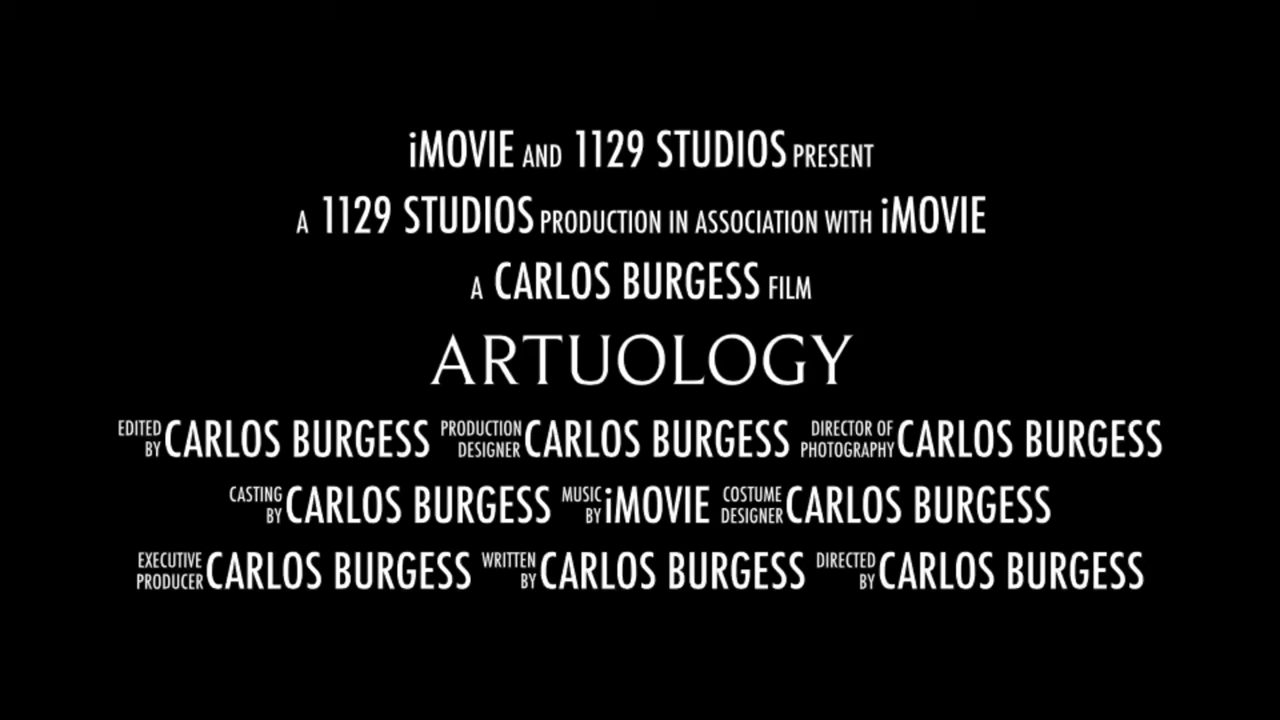 iMOVIE AND 1129 STUDIOS PRESENT
A 1129 STUDIOS PRODUCTION IN ASSOCIATION WITH iMOVIE
A CARLOS BURGESS FILM
ARTUOLOGY
EDITED BY CARLOS BURGESS PRODUCTION DESIGNER CARLOS BURGESS DIRECTOR OF PHOTOGRAPHY CARLOS BURGESS
CASTING BY CARLOS BURGESS MUSIC BY iMOVIE COSTUME DESIGNER CARLOS BURGESS
EXECUTIVE PRODUCER CARLOS BURGESS WRITTEN BY CARLOS BURGESS DIRECTED BY CARLOS BURGESS